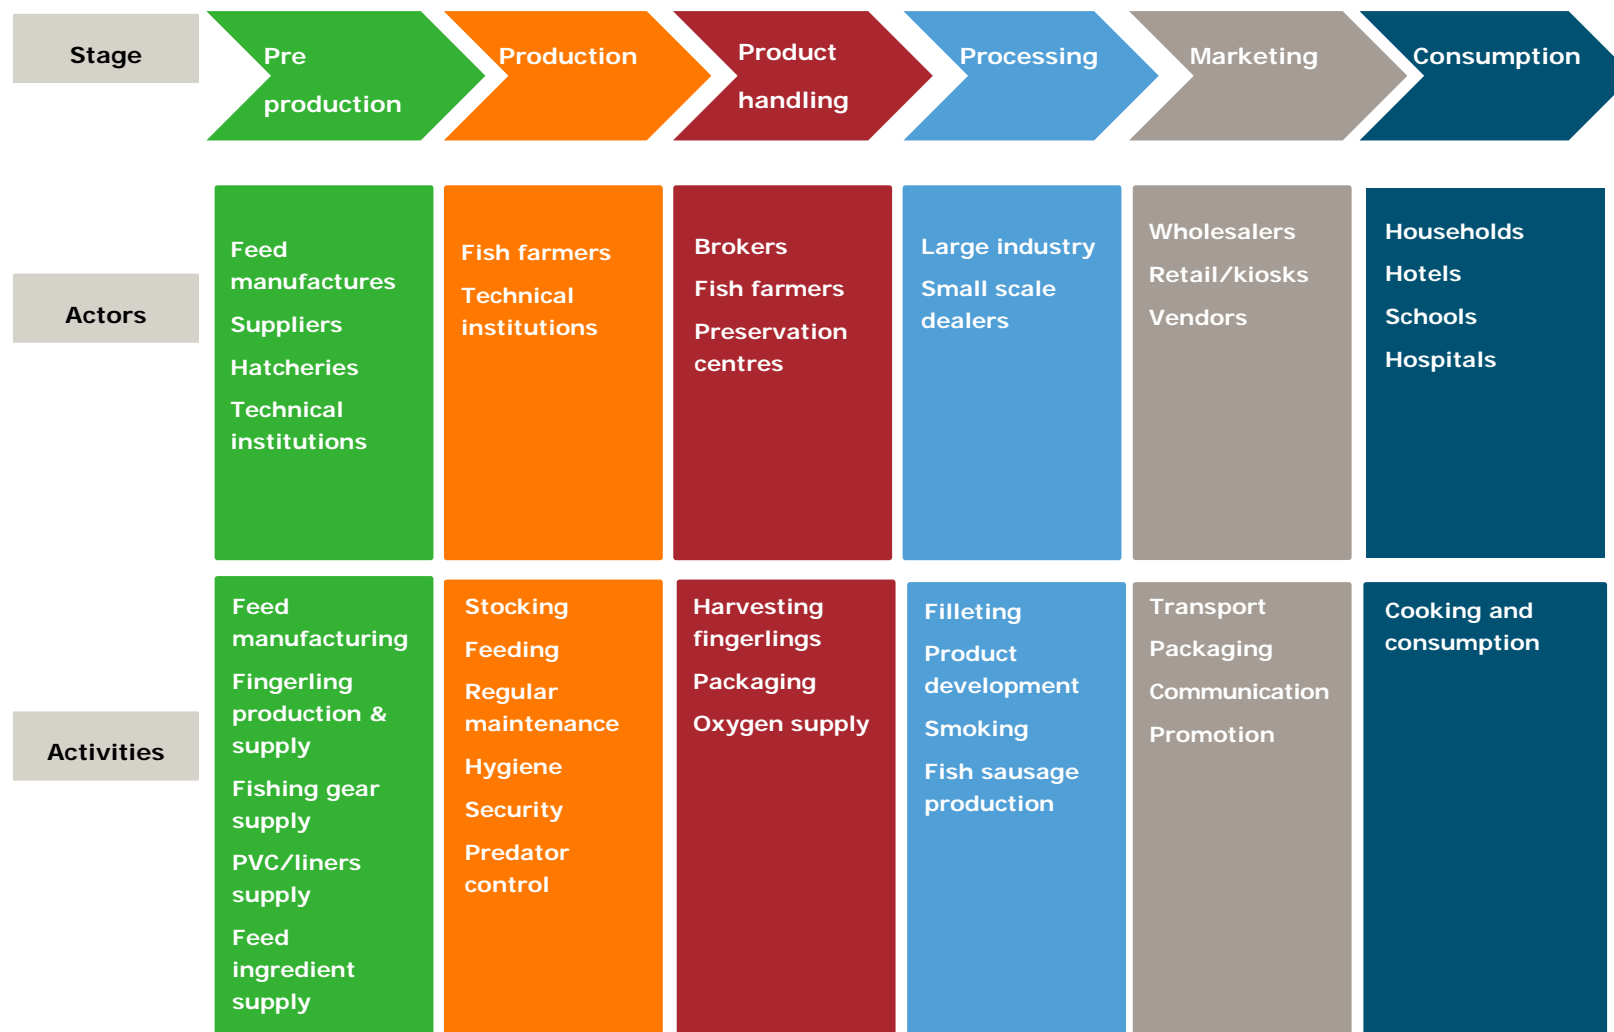 Stage
Pre
production
Production
Product
handling
Processing
Marketing
Consumption
Actors
Feed
manufactures
Suppliers
Hatcheries
Technical
institutions
Fish farmers
Technical
institutions
Brokers
Fish farmers
Preservation
centres
Large industry
Small scale
dealers
Wholesalers
Retail/kiosks
Vendors
Households
Hotels
Schools
Hospitals
Activities
Feed
manufacturing
Fingerling
production &
supply
Fishing gear
supply
PVC/liners
supply
Feed
ingredient
supply
Stocking
Feeding
Regular
maintenance
Hygiene
Security
Predator
control
Harvesting
fingerlings
Packaging
Oxygen supply
Filleting
Product
development
Smoking
Fish sausage
production
Transport
Packaging
Communication
Promotion
Cooking and
consumption